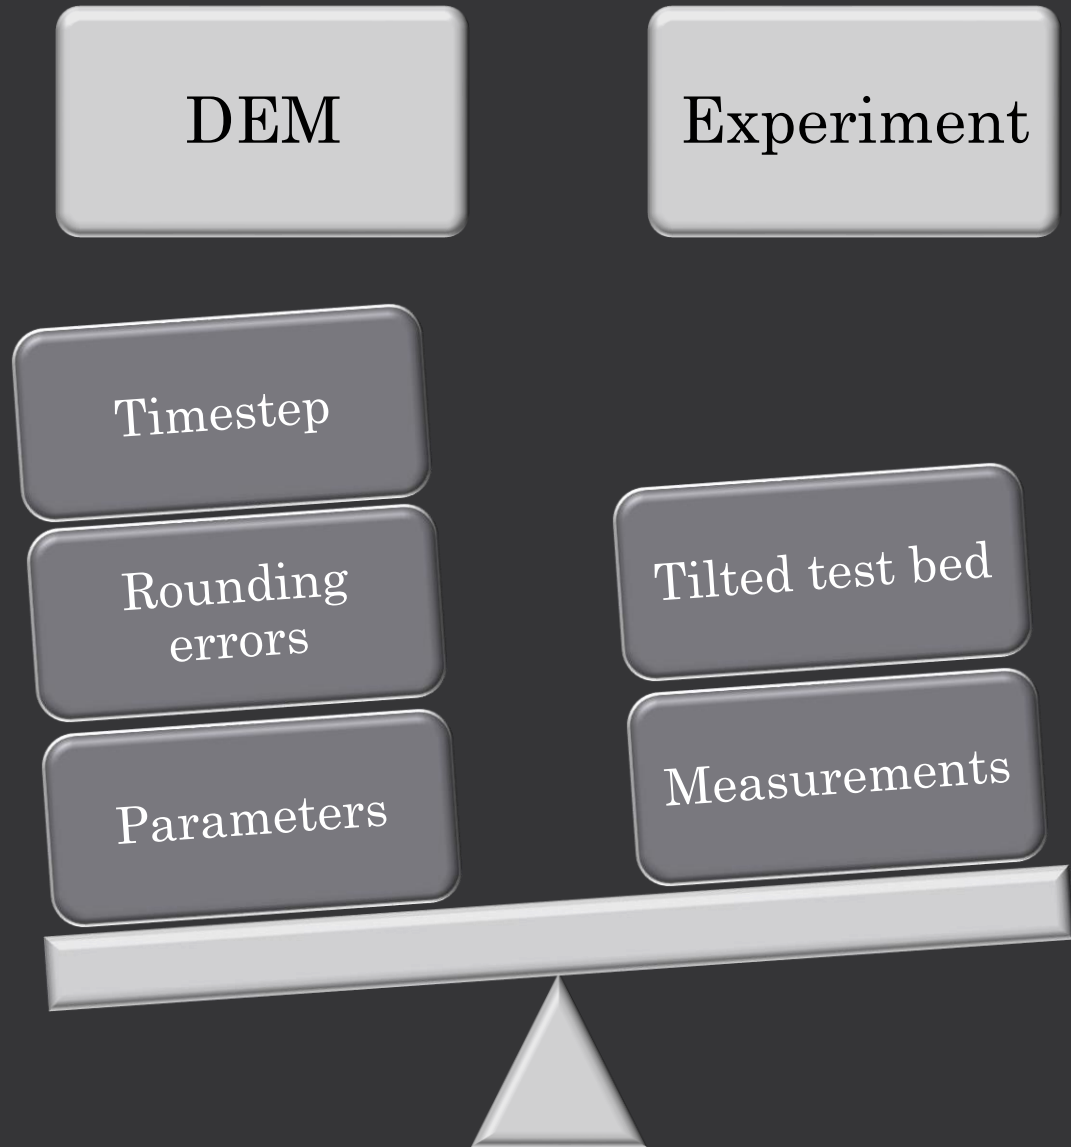 DEM
Experiment
Timestep
Rounding
errors
Parameters
Tilted test bed
Measurements